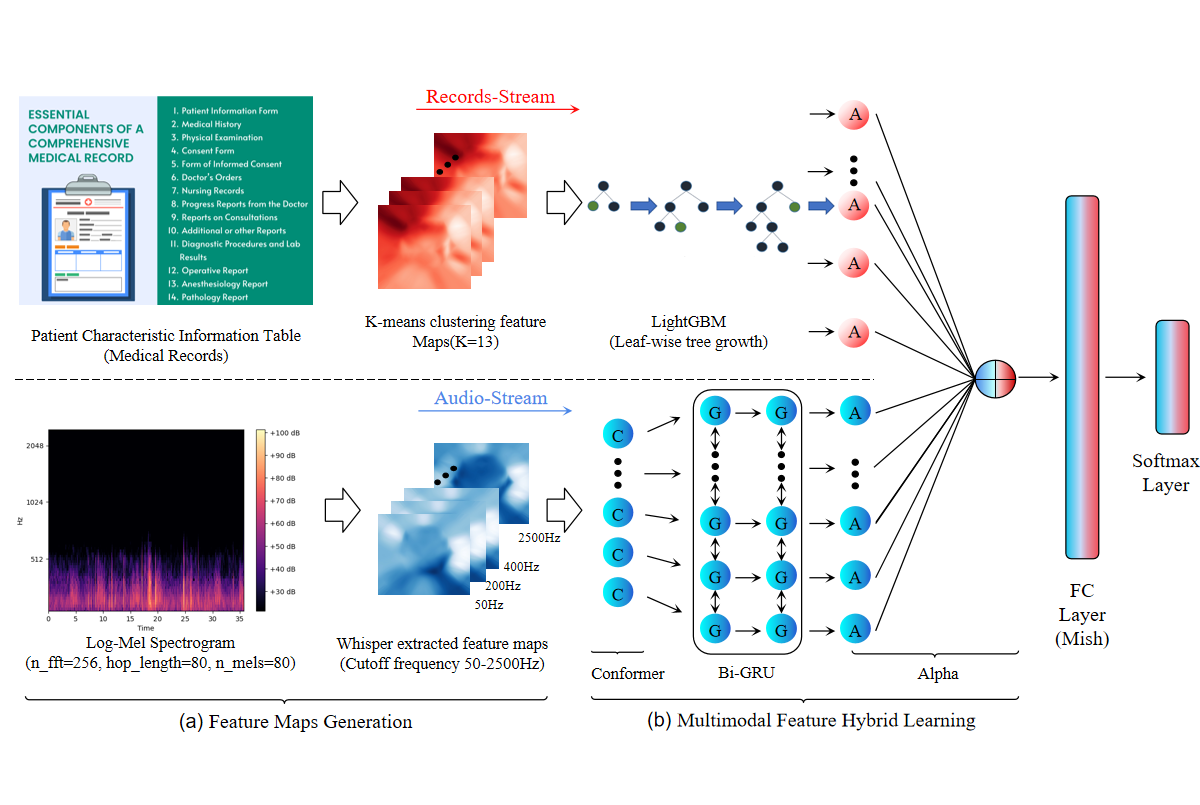 Records-Stream
ESSENTIAL
COMPONENTS OF A
COMPREHENSIVE
MEDICAL RECORD
1. Patient Information Form
2. Medical History
3. Physical Examination
4. Consent Form
5. Form of Informed Consent
6. Doctor's Orders
7. Nursing Records
8. Progress Reports from the Doctor
9. Reports on Consultations
10. Additional or other Reports
11. Diagnostic Procedures and Lab
Results
12. Operative Report
13. Anesthesiology Report
14. Pathology Report
A
A
A
A
Patient Characteristic Information Table
(Medical Records)
K-means clustering feature
Maps(K=13)
LightGBM
(Leaf-wise tree growth)
Audio-Stream
2048
1024
512
Hz
0 5 10 15 20 25 30 35
Time
+100 dB
+90 dB
+80 dB
+70 dB
+60 dB
+50 dB
+40 dB
+30 dB
Log-Mel Spectrogram
(n_fft=256, hop_length=80, n_mels=80)
2500Hz
400Hz
200Hz
50Hz
Whisper extracted feature maps
(Cutoff frequency 50-2500Hz)
C
C
C
C
G G A
G G A
G G A
G G A
Conformer
Bi-GRU
Alpha
FC
Layer
(Mish)
Softmax
Layer
(a) Feature Maps Generation
(b) Multimodal Feature Hybrid Learning